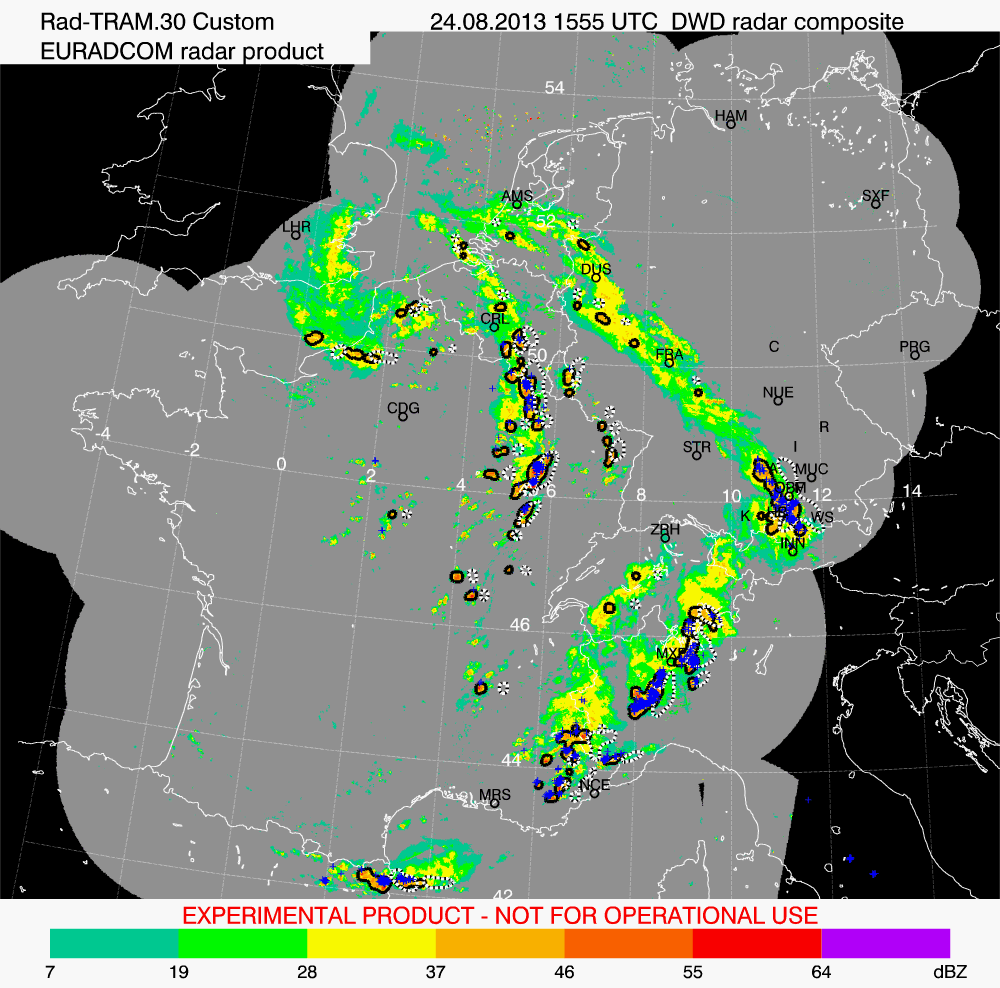 Rad-TRAM.30 Custom
24.08.2013 1555 UTC DWD radar composite
EURADCOM radar product
54
HAM
AMS
SXF
52
LHR
DUS
CRL
50
C
PRG
FRA
NUE
CDG
-4
R
-2
STR
I
0
MUC
2
4
6
8
10
12
14
K
WS
ZRH
INN
46
MXP
44
NCE
MRS
42
EXPERIMENTAL PRODUCT - NOT FOR OPERATIONAL USE
7 19 28 37 46 55 64 dBZ